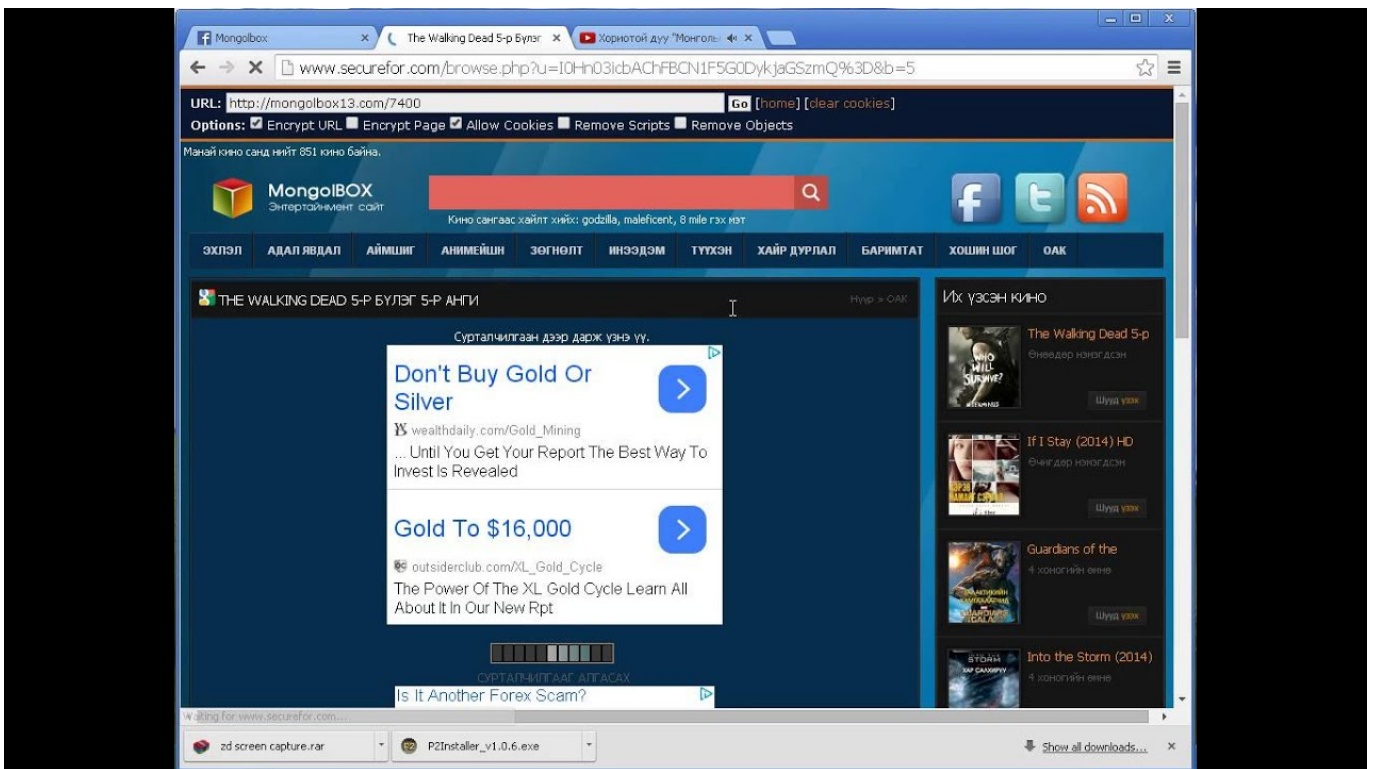 Mongolbox
The Walking Dead 5-р Бүлэг
Хориотой дуу "Монголы
www.securefor.com/browse.php?u=I0Hn03icbAChFBCN1F5G0DykjaGSzmQ%3D&b=5
URL: http://mongolbox13.com/7400 Go [home] [clear cookies]
Options: Encrypt URL Encrypt Page Allow Cookies Remove Scripts Remove Objects
Манай кино санд нийт 851 кино байна.
MongolBOX
Энтертайнмент сайт
Кино сангаас хайлт хийх: godzilla, maleficent, 8 mile гэх мэт
ЭХЛЭЛ АДАЛ ЯВДАЛ АЙМШИГ АНИМЕЙШН ЗӨГНӨЛТ ИНЭЭДЭМ ТҮҮХЭН ХАЙР ДУРЛАЛ БАРИМТАТ ХОШИН ШОГ ОАК
THE WALKING DEAD 5-Р БҮЛЭГ 5-Р АНГИ
Нүүр » ОАК
Сурталчилгаан дээр дарж үзнэ үү.
Don't Buy Gold Or
Silver
wealthdaily.com/Gold_Mining
... Until You Get Your Report The Best Way To
Invest Is Revealed
Gold To $16,000
outsiderclub.com/XL_Gold_Cycle
The Power Of The XL Gold Cycle Learn All
About It In Our New Rpt
СУРТАЛЧИЛГААГ АЛГАСАХ
Is It Another Forex Scam?
Их үзсэн кино
WHO
WILL
SURVIVE?
The Walking Dead 5-р
Өнөөдөр нэмэгдсэн
Шууд үзэх
If I Stay (2014) HD
Өчигдөр нэмэгдсэн
Шууд үзэх
Guardians of the
4 хоногийн өмнө
Шууд үзэх
STORM
ХАР САЛХИРУУ
Into the Storm (2014)
4 хоногийн өмнө
Waiting for www.securefor.com...
zd screen capture.rar
P2Installer_v1.0.6.exe
Show all downloads...